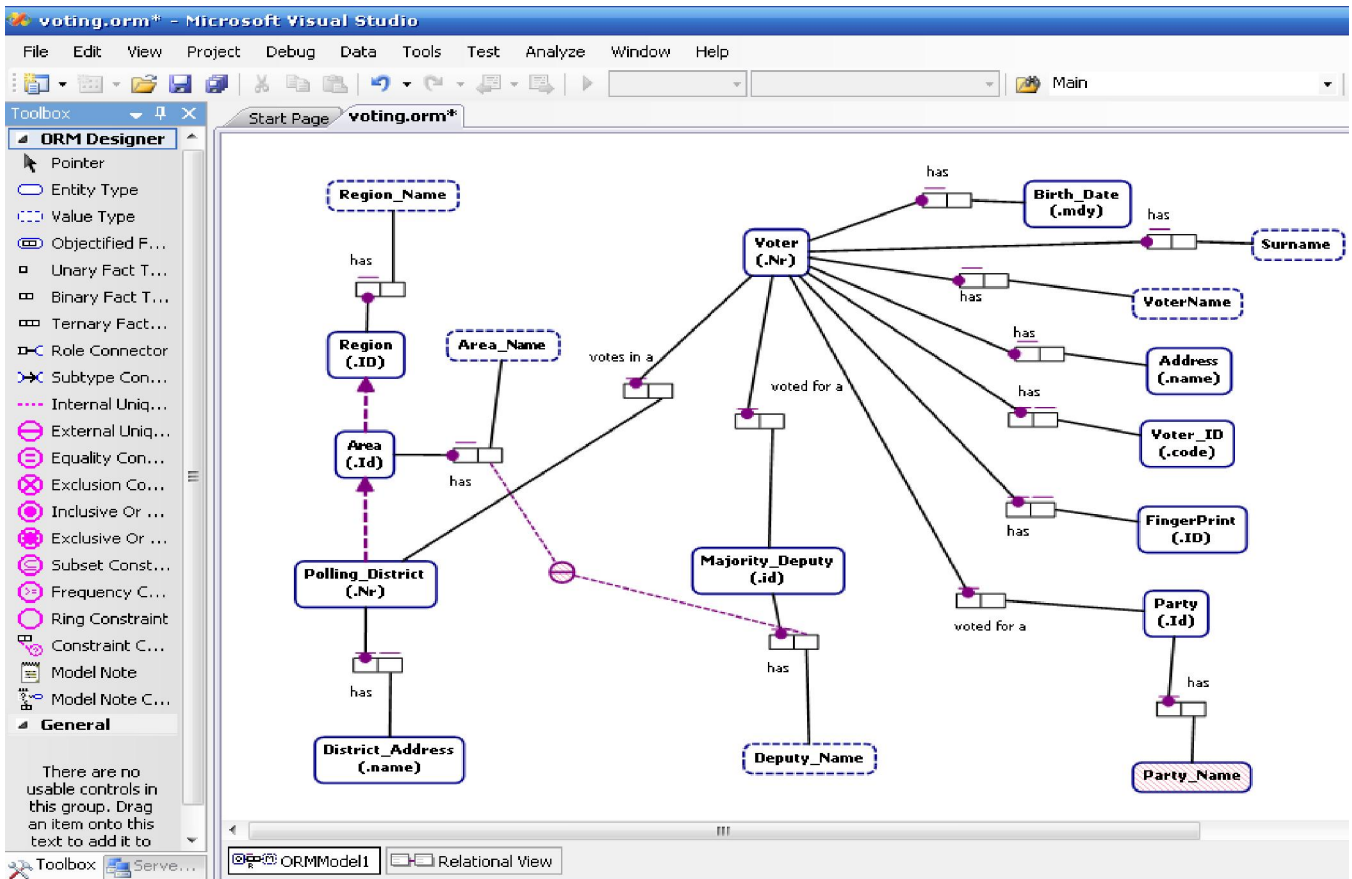 voting.orm* - Microsoft Visual Studio
File Edit View Project Debug Data Tools Test Analyze Window Help
Main
Toolbox
Start Page voting.orm*
ORM Designer
Pointer
Entity Type
Value Type
Objectified F...
Unary Fact T...
Binary Fact T...
Ternary Fact...
Role Connector
Subtype Con...
Internal Uniq...
External Uniq...
Equality Con...
Exclusion Co...
Inclusive Or ...
Exclusive Or ...
Subset Const...
Frequency C...
Ring Constraint
Constraint C...
Model Note
Model Note C...
General
There are no
usable controls in
this group. Drag
an item onto this
text to add it to
Toolbox Serve...
Region_Name
has
Region
(.ID)
Area_Name
Area
(.Id)
has
Polling_District
(.Nr)
has
District_Address
(.name)
votes in a
voted for a
Majority_Deputy
(.id)
has
Deputy_Name
Voter
(.Nr)
has
Birth_Date
(.mdy)
has
Surname
has
VoterName
has
Address
(.name)
has
Voter_ID
(.code)
has
FingerPrint
(.ID)
voted for a
Party
(.Id)
has
Party_Name
R
ORMModel1 Relational View